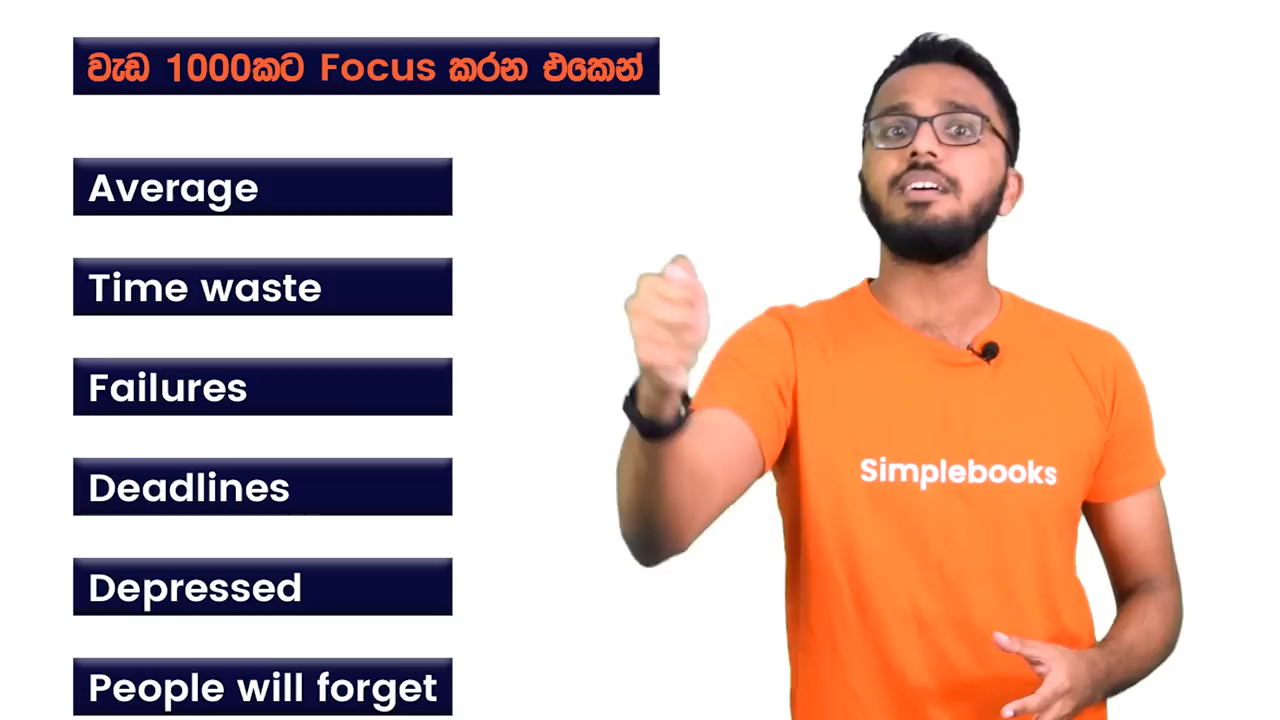 වැඩ 1000කට Focus කරන එකෙන්
Average
Time waste
Failures
Deadlines
Depressed
People will forget
Simplebooks